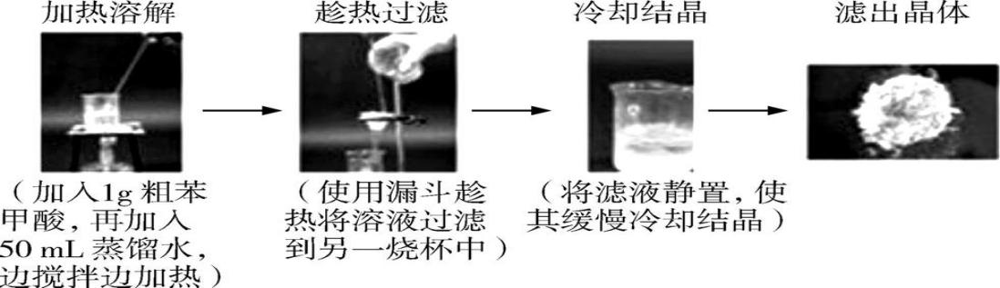 加热溶解
趁热过滤
冷却结晶
滤出晶体
（加入1g 粗苯
甲酸，再加入
50 mL 蒸馏水，
边搅拌边加热）
（使用漏斗趁
热将溶液过滤
到另一烧杯中）
（将滤液静置，使
其缓慢冷却结晶）